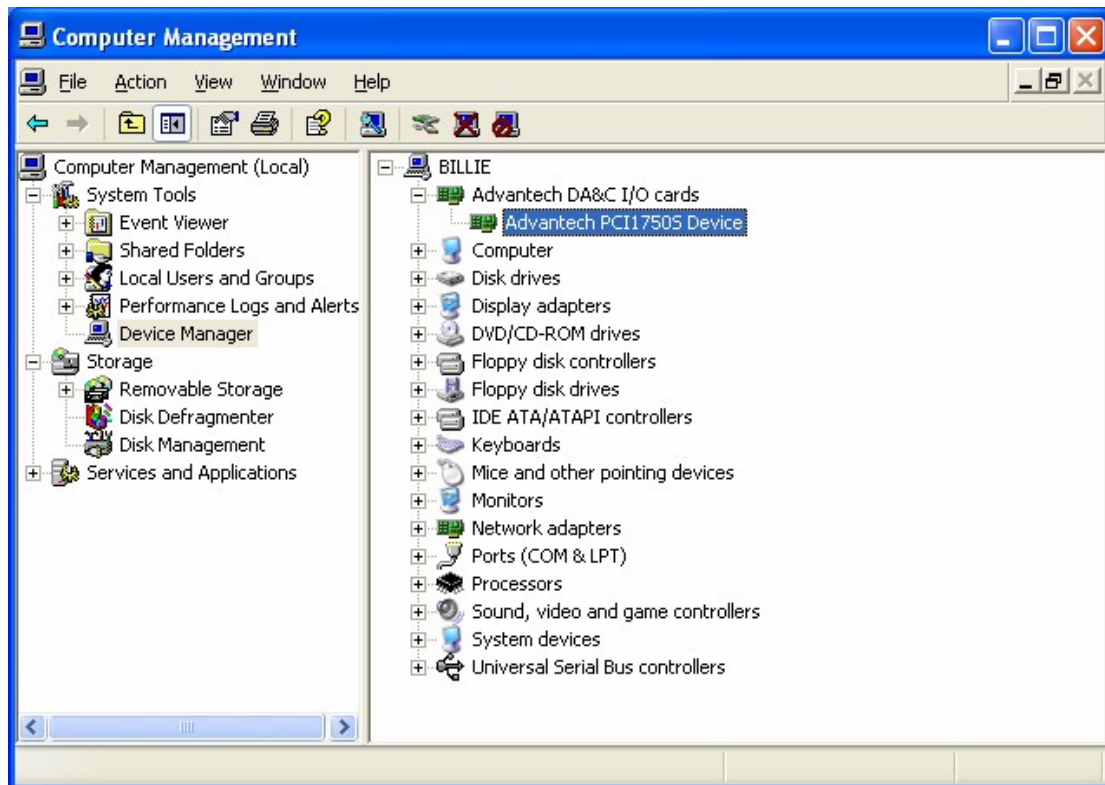 Computer Management
File Action View Window Help
Computer Management (Local)
System Tools
Event Viewer
Shared Folders
Local Users and Groups
Performance Logs and Alerts
Device Manager
Storage
Removable Storage
Disk Defragmenter
Disk Management
Services and Applications
BILLIE
Advantech DA&C I/O cards
Advantech PCI1750S Device
Computer
Disk drives
Display adapters
DVD/CD-ROM drives
Floppy disk controllers
Floppy disk drives
IDE ATA/ATAPI controllers
Keyboards
Mice and other pointing devices
Monitors
Network adapters
Ports (COM & LPT)
Processors
Sound, video and game controllers
System devices
Universal Serial Bus controllers